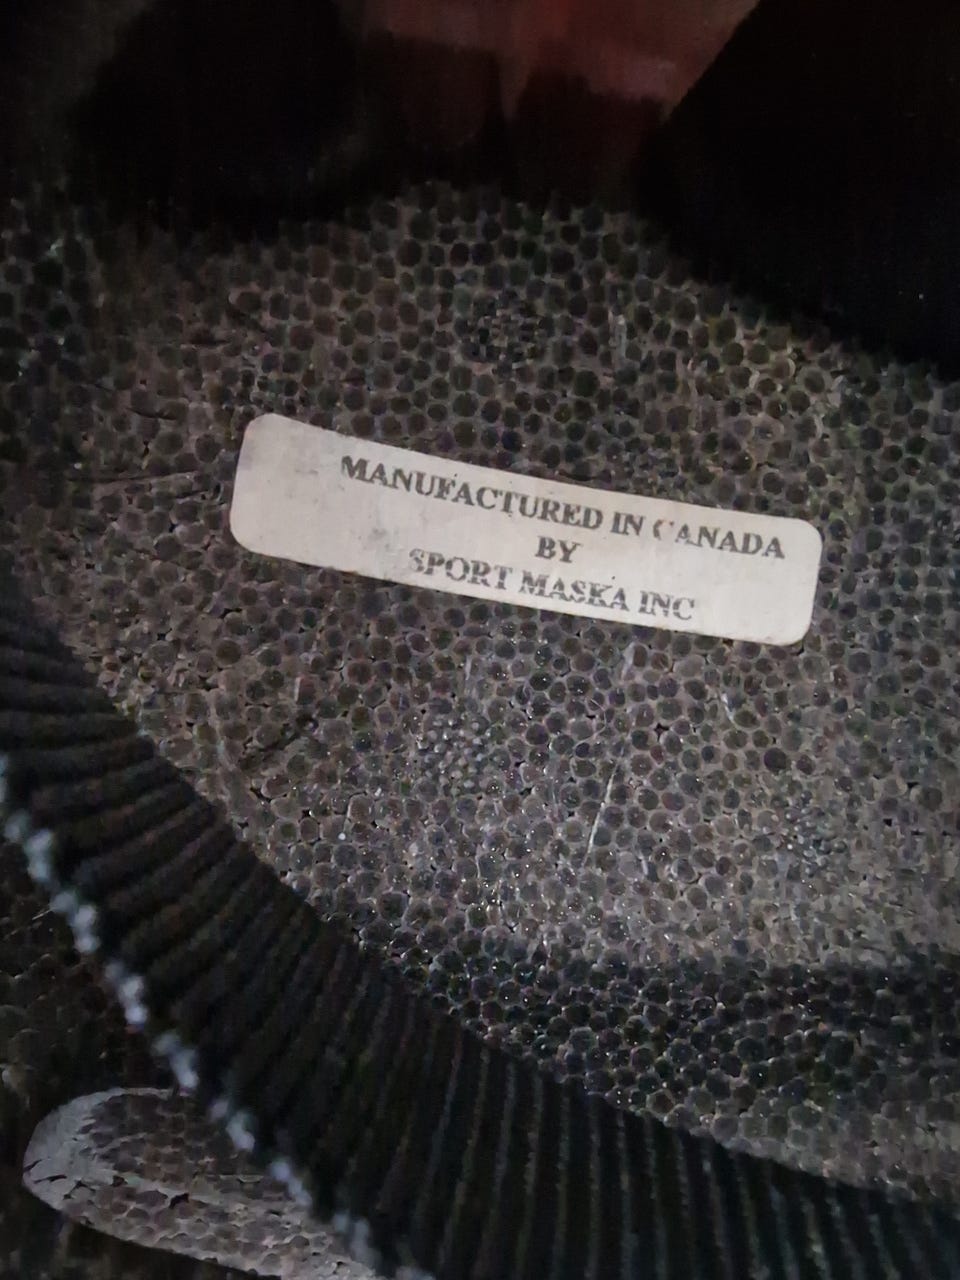 MANUFACTURED IN CANADA
BY
SPORT MASKA INC